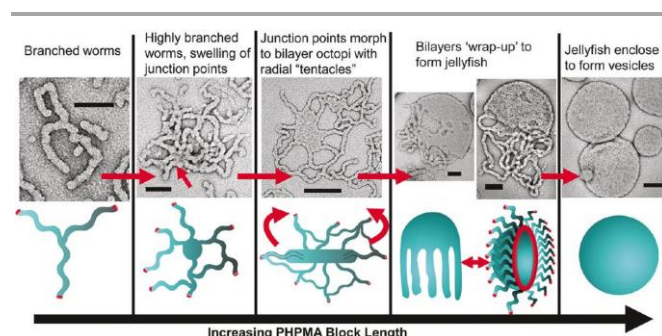 Branched worms
Highly branched
worms, swelling of
junction points
Junction points morph
to bilayer octopi with
radial “tentacles”
Bilayers ‘wrap-up’ to
form jellyfish
Jellyfish enclose
to form vesicles
Increasing PHPMA Block Length